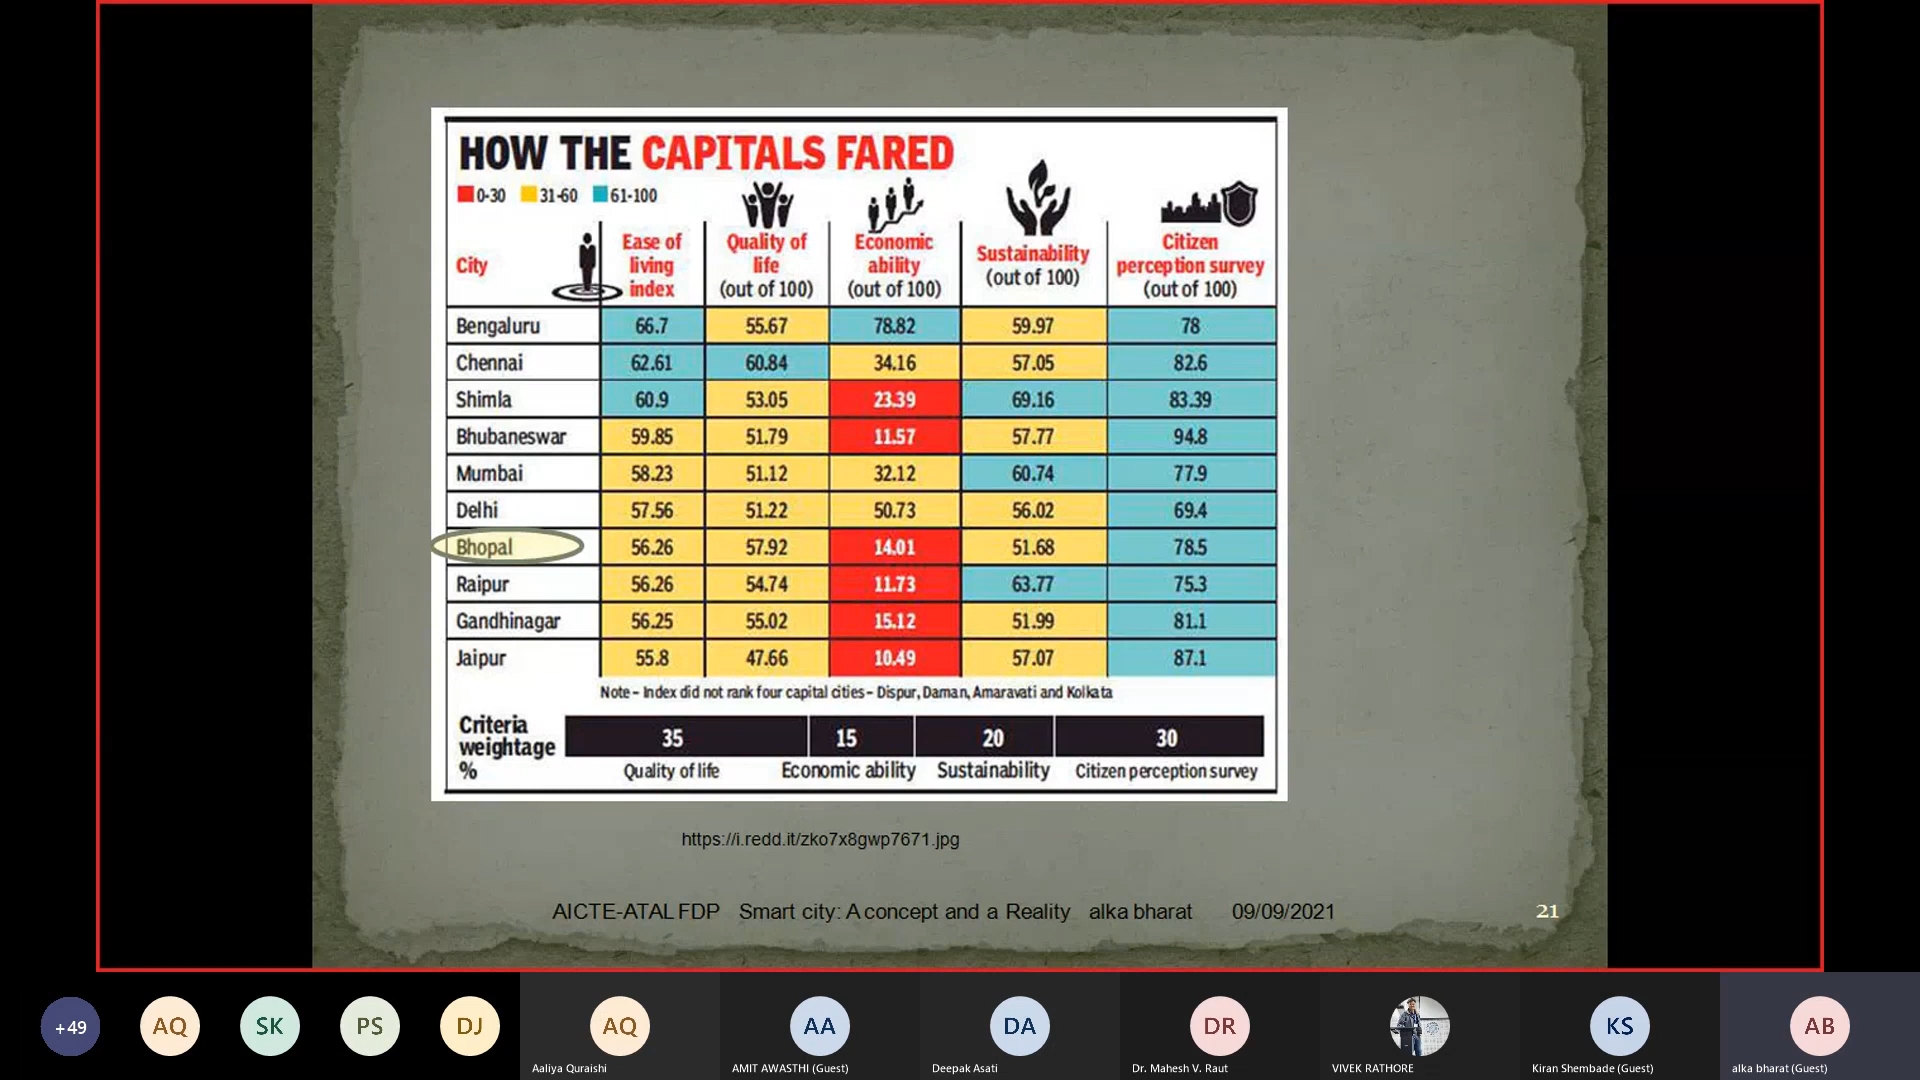 HOW THE CAPITALS FARED
0-30 31-60 61-100
City
Ease of living index
Quality of life (out of 100)
Economic ability (out of 100)
Sustainability (out of 100)
Citizen perception survey (out of 100)
Bengaluru 66.7 55.67 78.82 59.97 78
Chennai 62.61 60.84 34.16 57.05 82.6
Shimla 60.9 53.05 23.39 69.16 83.39
Bhubaneswar 59.85 51.79 11.57 57.77 94.8
Mumbai 58.23 51.12 32.12 60.74 77.9
Delhi 57.56 51.22 50.73 56.02 69.4
Bhopal 56.26 57.92 14.01 51.68 78.5
Raipur 56.26 54.74 11.73 63.77 75.3
Gandhinagar 56.25 55.02 15.12 51.99 81.1
Jaipur 55.8 47.66 10.49 57.07 87.1
Note – Index did not rank four capital cities – Dispur, Daman, Amaravati and Kolkata
Criteria weightage %
35 15 20 30
Quality of life Economic ability Sustainability Citizen perception survey
https://i.redd.it/zko7x8gwp7671.jpg
AICTE-ATAL FDP Smart city: A concept and a Reality alka bharat 09/09/2021 21
+49 AQ SK PS DJ AQ AA DA DR KS AB
Aaliya Quraishi AMIT AWASTHI (Guest) Deepak Asati Dr. Mahesh V. Raut VIVEK RATHORE Kiran Shembade (Guest) alka bharat (Guest)